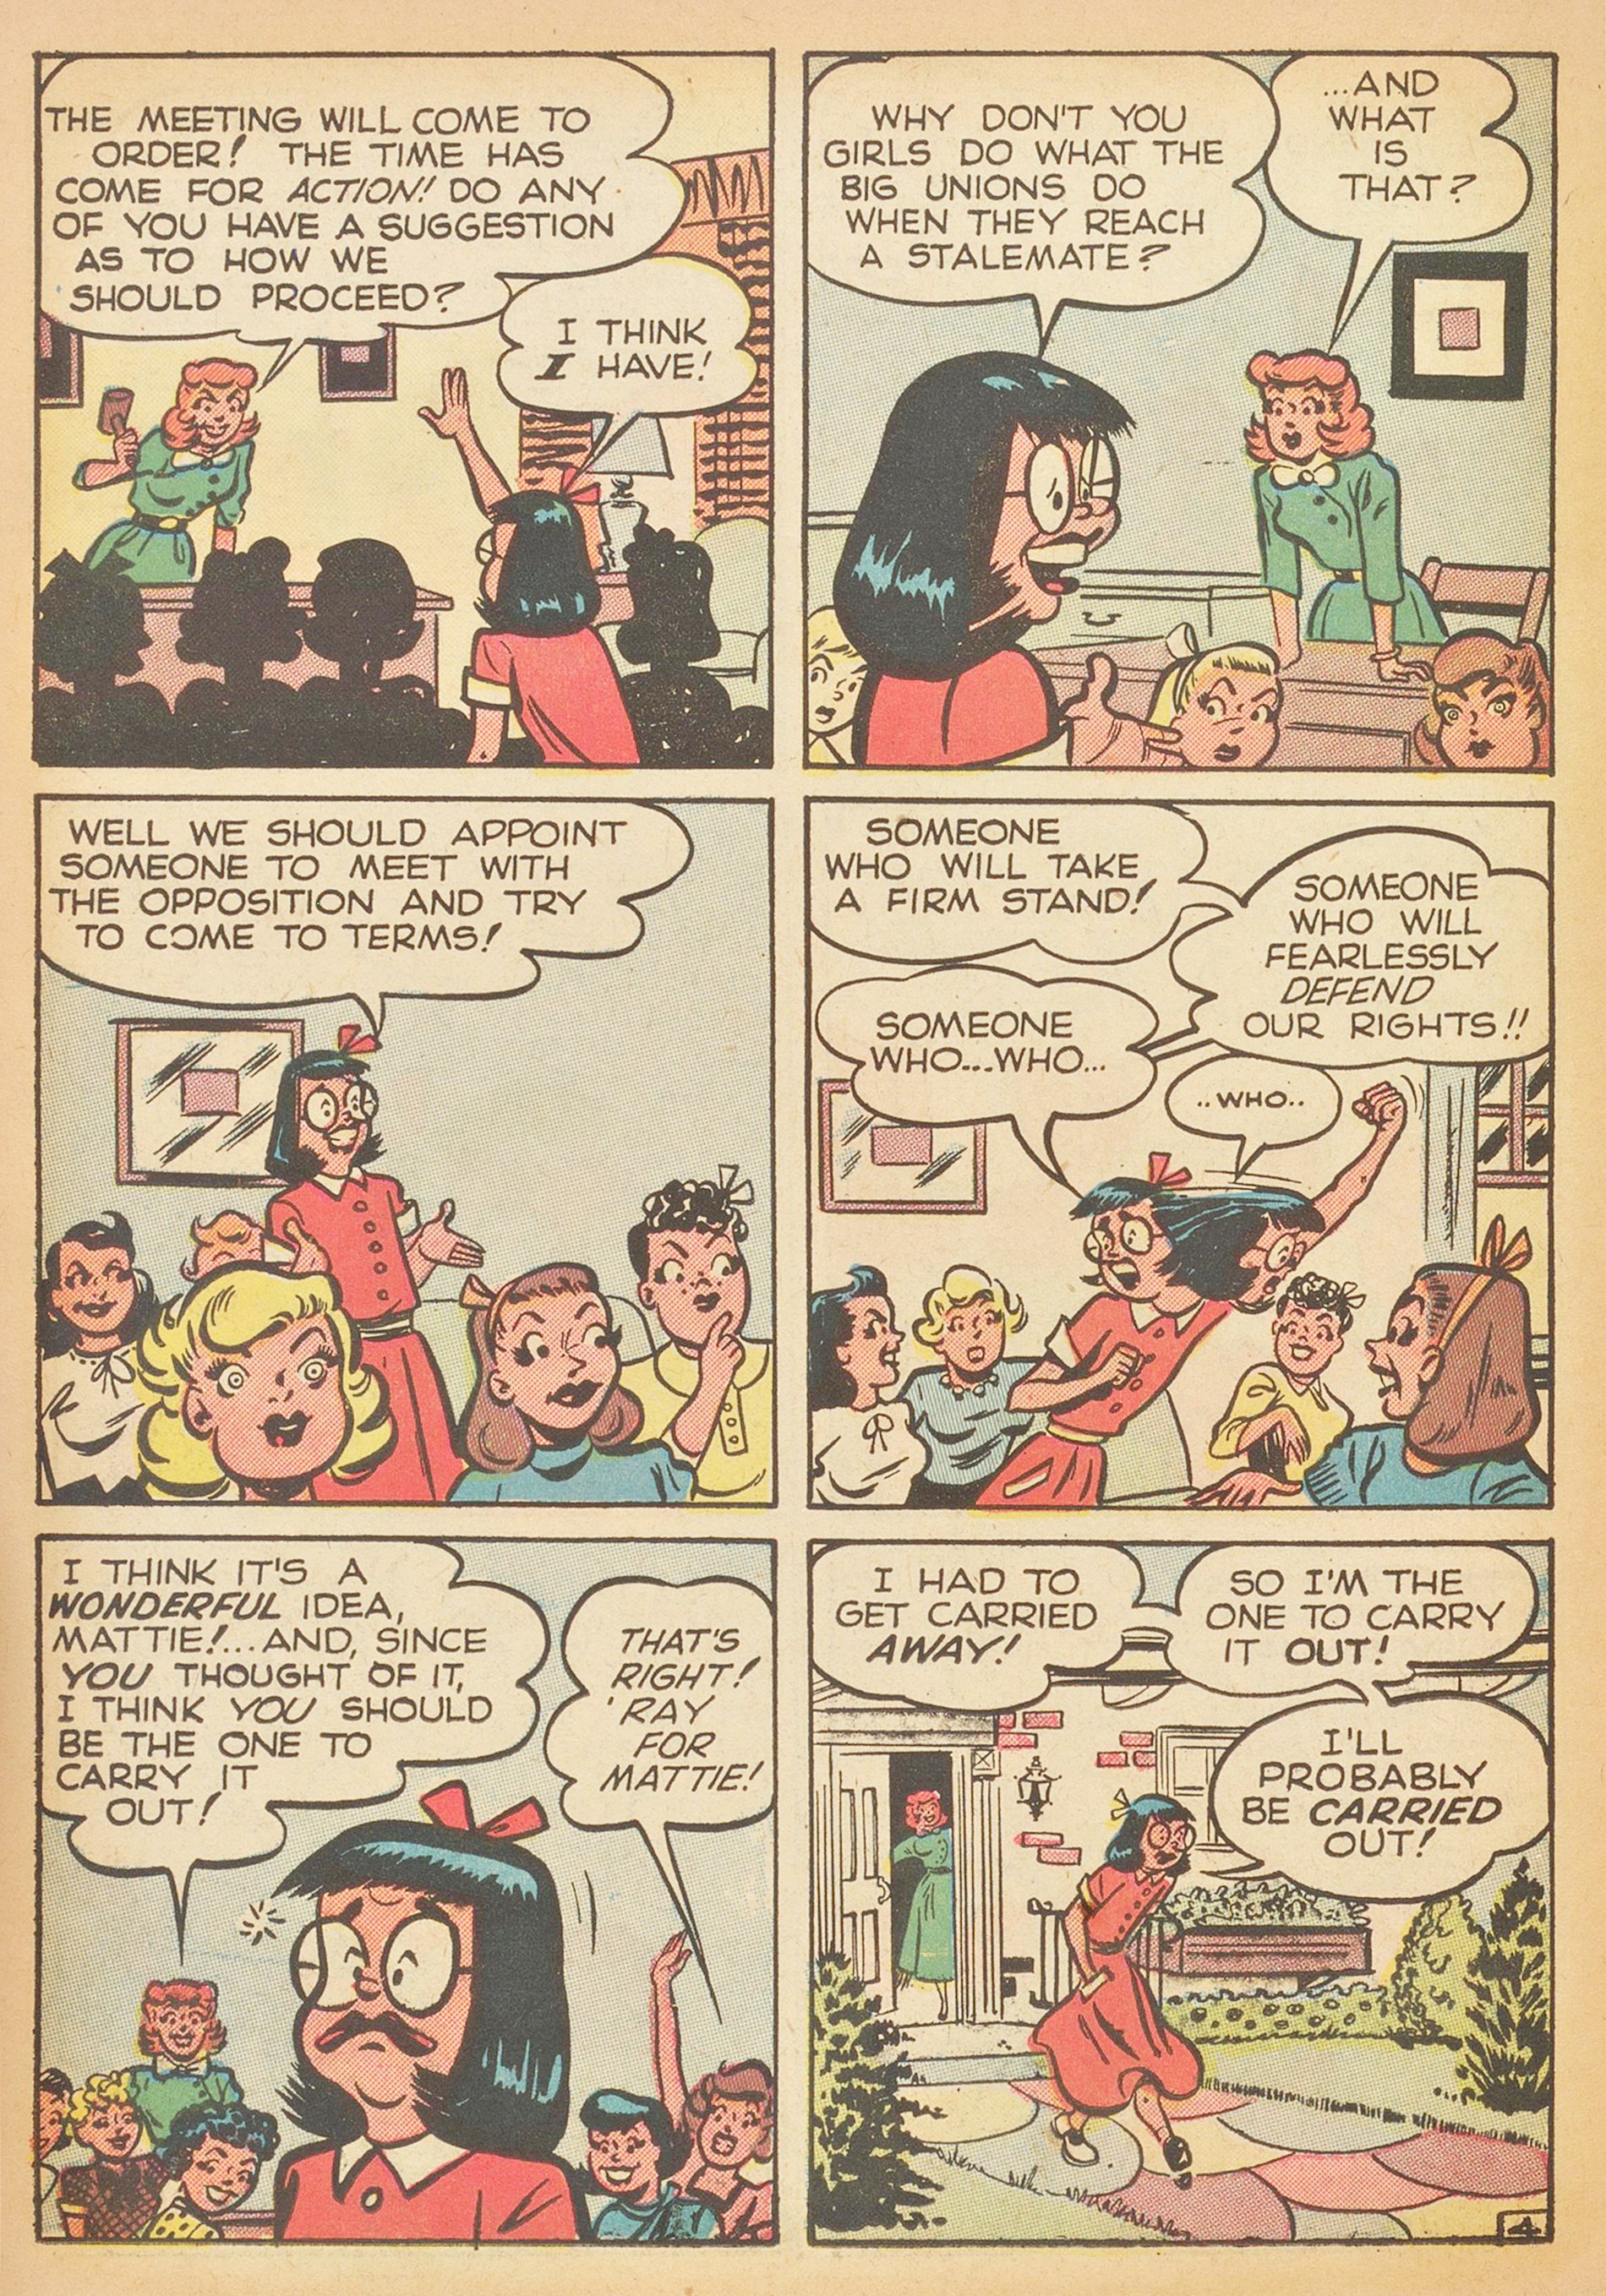 THE MEETING WILL COME TO
ORDER! THE TIME HAS
COME FOR ACTION! DO ANY
OF YOU HAVE A SUGGESTION
AS TO HOW WE
SHOULD PROCEED?
I THINK
I HAVE!
WHY DON'T YOU
GIRLS DO WHAT THE
BIG UNIONS DO
WHEN THEY REACH
A STALEMATE?
...AND
WHAT
IS
THAT?
WELL WE SHOULD APPOINT
SOMEONE TO MEET WITH
THE OPPOSITION AND TRY
TO COME TO TERMS!
SOMEONE
WHO WILL TAKE
A FIRM STAND!
SOMEONE
WHO WILL
FEARLESSLY
DEFEND
OUR RIGHTS!!
SOMEONE
WHO...WHO...
..WHO..
I THINK IT'S A
WONDERFUL IDEA,
MATTIE!...AND, SINCE
YOU THOUGHT OF IT,
I THINK YOU SHOULD
BE THE ONE TO
CARRY IT
OUT!
THAT'S
RIGHT!
'RAY
FOR
MATTIE!
I HAD TO
GET CARRIED
AWAY!
SO I'M THE
ONE TO CARRY
IT OUT!
I'LL
PROBABLY
BE CARRIED
OUT!
4